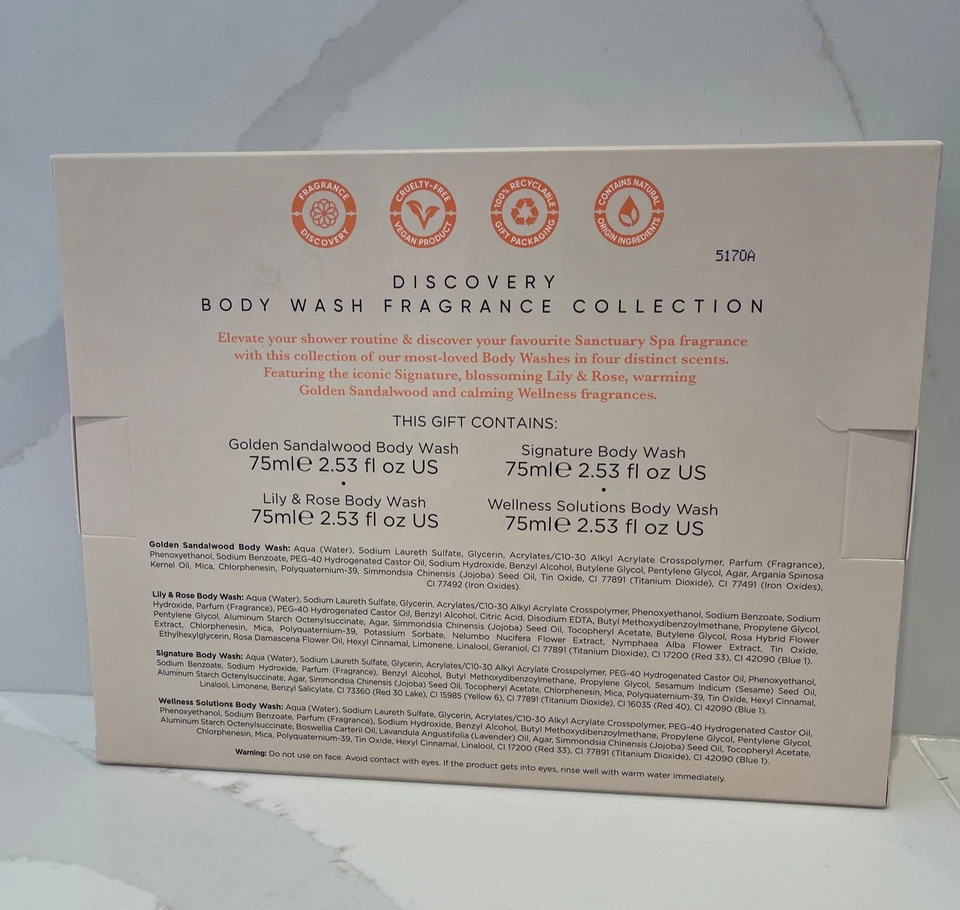 FRAGRANCE DISCOVERY
CRUELTY-FREE VEGAN PRODUCT
100% RECYCLABLE GIFT PACKAGING
CONTAINS NATURAL ORIGIN INGREDIENTS
5170A
DISCOVERY
BODY WASH FRAGRANCE COLLECTION
Elevate your shower routine & discover your favourite Sanctuary Spa fragrance
with this collection of our most-loved Body Washes in four distinct scents.
Featuring the iconic Signature, blossoming Lily & Rose, warming
Golden Sandalwood and calming Wellness fragrances.
THIS GIFT CONTAINS:
Golden Sandalwood Body Wash
75ml℮ 2.53 fl oz US
•
Lily & Rose Body Wash
75ml℮ 2.53 fl oz US
Signature Body Wash
75ml℮ 2.53 fl oz US
•
Wellness Solutions Body Wash
75ml℮ 2.53 fl oz US
Golden Sandalwood Body Wash: Aqua (Water), Sodium Laureth Sulfate, Glycerin, Acrylates/C10-30 Alkyl Acrylate Crosspolymer, Parfum (Fragrance),
Phenoxyethanol, Sodium Benzoate, PEG-40 Hydrogenated Castor Oil, Sodium Hydroxide, Benzyl Alcohol, Butylene Glycol, Pentylene Glycol, Agar, Argania Spinosa
Kernel Oil, Mica, Chlorphenesin, Polyquaternium-39, Simmondsia Chinensis (Jojoba) Seed Oil, Tin Oxide, CI 77891 (Titanium Dioxide), CI 77491 (Iron Oxides),
CI 77492 (Iron Oxides).
Lily & Rose Body Wash: Aqua (Water), Sodium Laureth Sulfate, Glycerin, Acrylates/C10-30 Alkyl Acrylate Crosspolymer, Phenoxyethanol, Sodium Benzoate, Sodium
Hydroxide, Parfum (Fragrance), PEG-40 Hydrogenated Castor Oil, Benzyl Alcohol, Citric Acid, Disodium EDTA, Butyl Methoxydibenzoylmethane, Propylene Glycol,
Pentylene Glycol, Aluminum Starch Octenylsuccinate, Agar, Simmondsia Chinensis (Jojoba) Seed Oil, Tocopheryl Acetate, Butylene Glycol, Rosa Hybrid Flower
Extract, Chlorphenesin, Mica, Polyquaternium-39, Potassium Sorbate, Nelumbo Nucifera Flower Extract, Nymphaea Alba Flower Extract, Tin Oxide,
Ethylhexylglycerin, Rosa Damascena Flower Oil, Hexyl Cinnamal, Limonene, Linalool, Geraniol, CI 77891 (Titanium Dioxide), CI 17200 (Red 33), CI 42090 (Blue 1).
Signature Body Wash: Aqua (Water), Sodium Laureth Sulfate, Glycerin, Acrylates/C10-30 Alkyl Acrylate Crosspolymer, PEG-40 Hydrogenated Castor Oil, Phenoxyethanol,
Sodium Benzoate, Sodium Hydroxide, Parfum (Fragrance), Benzyl Alcohol, Butyl Methoxydibenzoylmethane, Propylene Glycol, Sesamum Indicum (Sesame) Seed Oil,
Aluminum Starch Octenylsuccinate, Agar, Simmondsia Chinensis (Jojoba) Seed Oil, Tocopheryl Acetate, Chlorphenesin, Mica, Polyquaternium-39, Tin Oxide, Hexyl Cinnamal,
Linalool, Limonene, Benzyl Salicylate, CI 73360 (Red 30 Lake), CI 15985 (Yellow 6), CI 77891 (Titanium Dioxide), CI 16035 (Red 40), CI 42090 (Blue 1).
Wellness Solutions Body Wash: Aqua (Water), Sodium Laureth Sulfate, Glycerin, Acrylates/C10-30 Alkyl Acrylate Crosspolymer, PEG-40 Hydrogenated Castor Oil,
Phenoxyethanol, Sodium Benzoate, Parfum (Fragrance), Sodium Hydroxide, Benzyl Alcohol, Butyl Methoxydibenzoylmethane, Propylene Glycol, Pentylene Glycol,
Aluminum Starch Octenylsuccinate, Boswellia Carterii Oil, Lavandula Angustifolia (Lavender) Oil, Agar, Simmondsia Chinensis (Jojoba) Seed Oil, Tocopheryl Acetate,
Chlorphenesin, Mica, Polyquaternium-39, Tin Oxide, Hexyl Cinnamal, Linalool, CI 17200 (Red 33), CI 77891 (Titanium Dioxide), CI 42090 (Blue 1).
Warning: Do not use on face. Avoid contact with eyes. If the product gets into eyes, rinse well with warm water immediately.